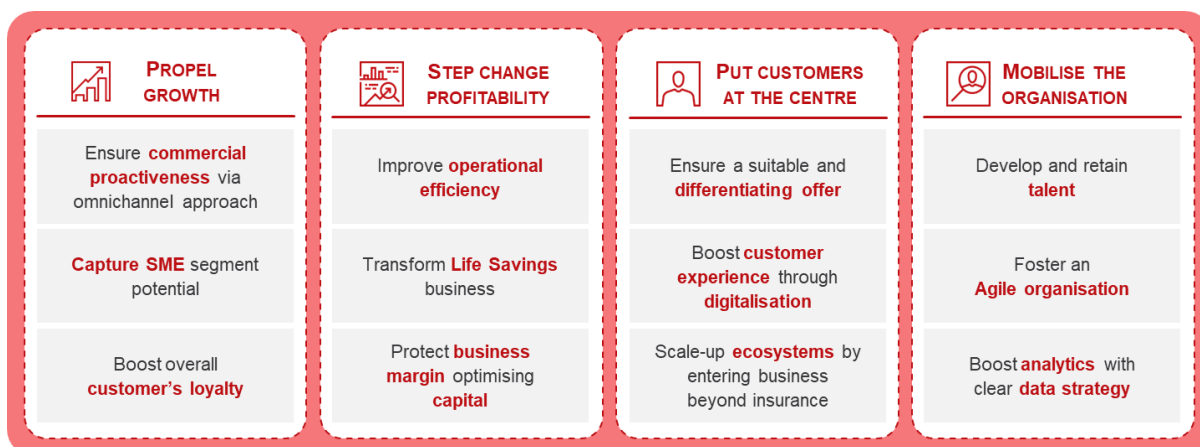 PROPEL
GROWTH
Ensure commercial
proactiveness via
omnichannel approach
Capture SME segment
potential
Boost overall
customer's loyalty
STEP CHANGE
PROFITABILITY
Improve operational
efficiency
Transform Life Savings
business
Protect business
margin optimising
capital
PUT CUSTOMERS
AT THE CENTRE
Ensure a suitable and
differentiating offer
Boost customer
experience through
digitalisation
Scale-up ecosystems by
entering business
beyond insurance
MOBILISE THE
ORGANISATION
Develop and retain
talent
Foster an
Agile organisation
Boost analytics with
clear data strategy